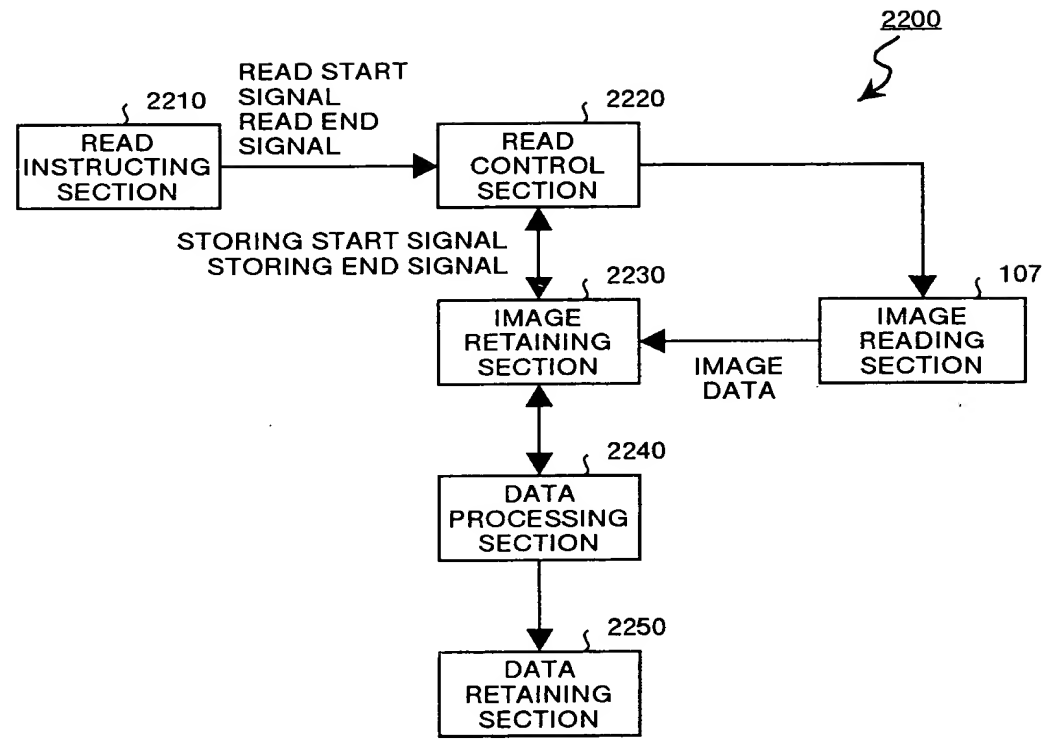 2200
READ START
SIGNAL
READ END
SIGNAL
2210
READ
INSTRUCTING
SECTION
2220
READ
CONTROL
SECTION
STORING START SIGNAL
STORING END SIGNAL
2230
IMAGE
RETAINING
SECTION
107
IMAGE
READING
SECTION
IMAGE
DATA
2240
DATA
PROCESSING
SECTION
2250
DATA
RETAINING
SECTION